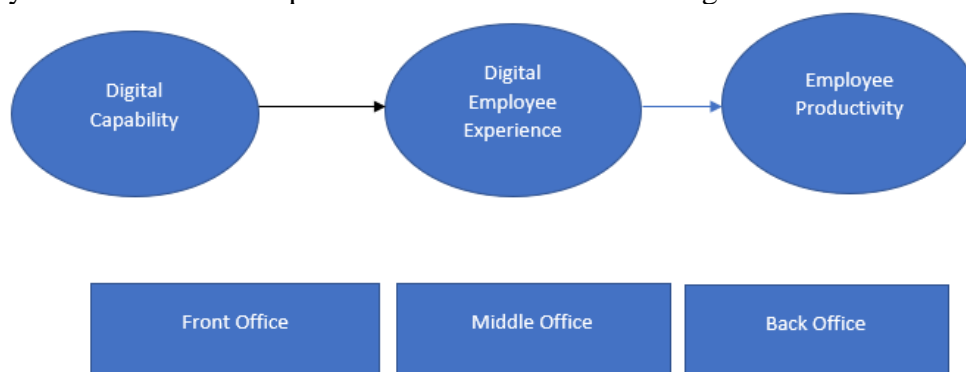 Digital
Capability
Digital
Employee
Experience
Employee
Productivity
Front Office
Middle Office
Back Office